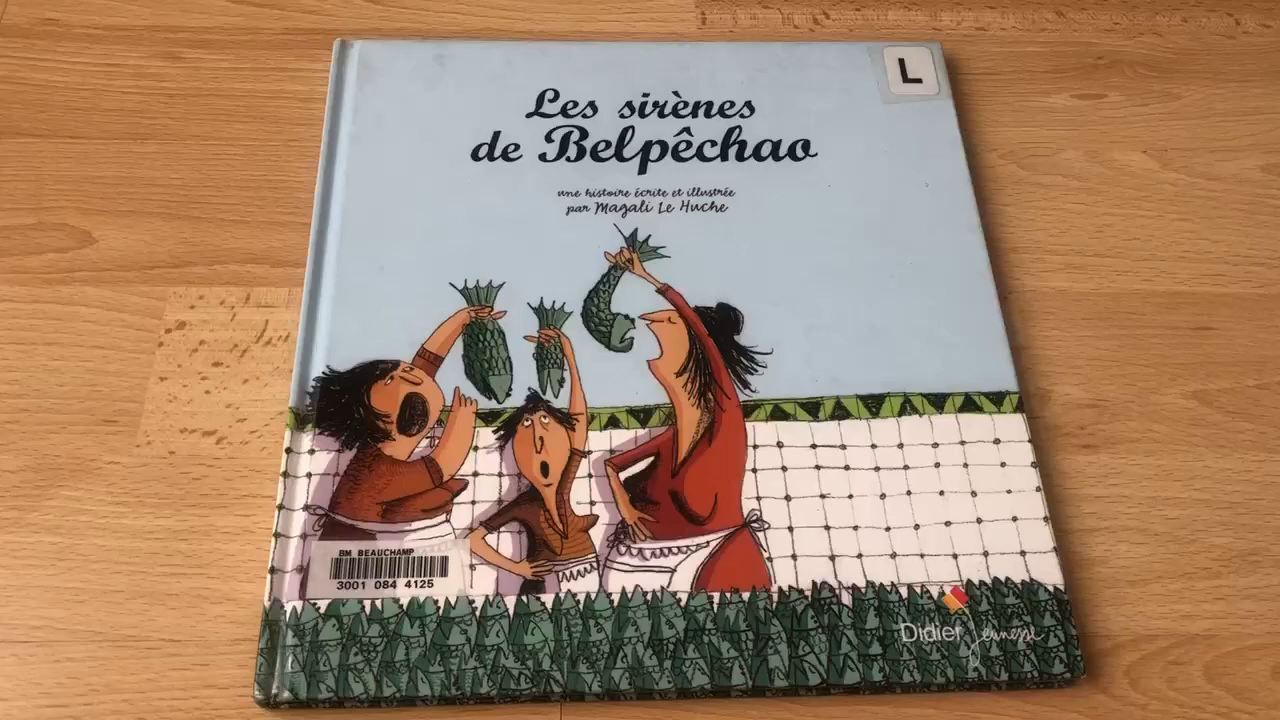 L
Les sirènes
de Belpêchao
une histoire écrite et illustrée
par Magali Le Huche
BM BEAUCHAMP
3001 084 4125
Didier Jeunesse